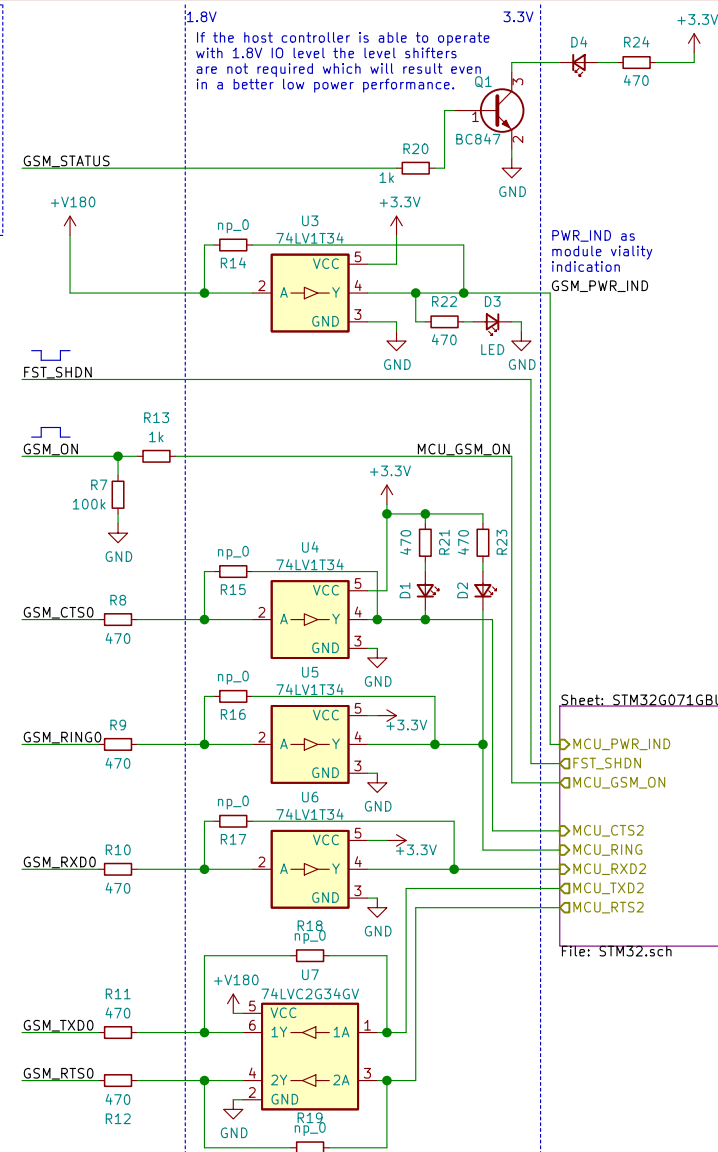 1.8V
3.3V
+3.3V
If the host controller is able to operate
with 1.8V IO level the level shifters
are not required which will result even
in a better low power performance.
D4
R24
470
Q1
3
1
BC847
2
GND
GSM_STATUS
R20
1k
+V180
+3.3V
np_0
R14
U3
74LV1T34
VCC
5
2
A
Y
4
GND
3
GND
PWR_IND as
module viality
indication
GSM_PWR_IND
R22
470
D3
LED
GND
FST_SHDN
GSM_ON
R13
1k
MCU_GSM_ON
R7
100k
GND
+3.3V
470
R21
470
R23
D1
D2
np_0
R15
U4
74LV1T34
VCC
5
GSM_CTS0
R8
470
2
A
Y
4
GND
3
GND
np_0
R16
U5
74LV1T34
VCC
5
+3.3V
GSM_RING0
R9
470
2
A
Y
4
GND
3
GND
Sheet: STM32G071GBU
MCU_PWR_IND
FST_SHDN
MCU_GSM_ON
MCU_CTS2
MCU_RING
MCU_RXD2
MCU_TXD2
MCU_RTS2
File: STM32.sch
np_0
R17
U6
74LV1T34
VCC
5
+3.3V
GSM_RXD0
R10
470
2
A
Y
4
GND
3
GND
R18
np_0
U7
74LVC2G34GV
+V180
5
VCC
GSM_TXD0
R11
470
6
1Y
1A
1
GSM_RTS0
470
R12
4
2Y
2A
3
2
GND
GND
R19
np_0